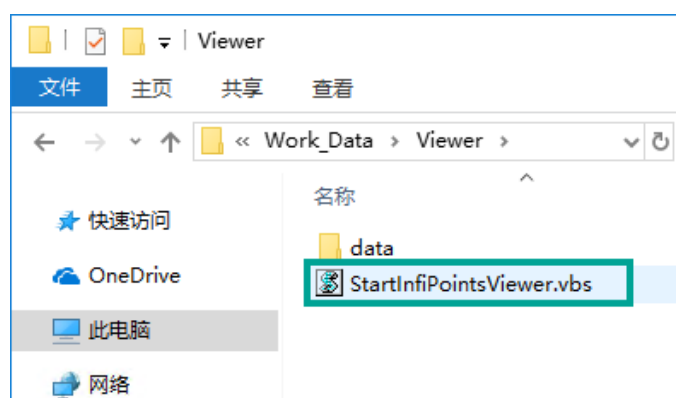 Viewer
文件 主页 共享 查看
« Work_Data › Viewer ›
名称
快速访问
data
OneDrive
StartInfiPointsViewer.vbs
此电脑
网络